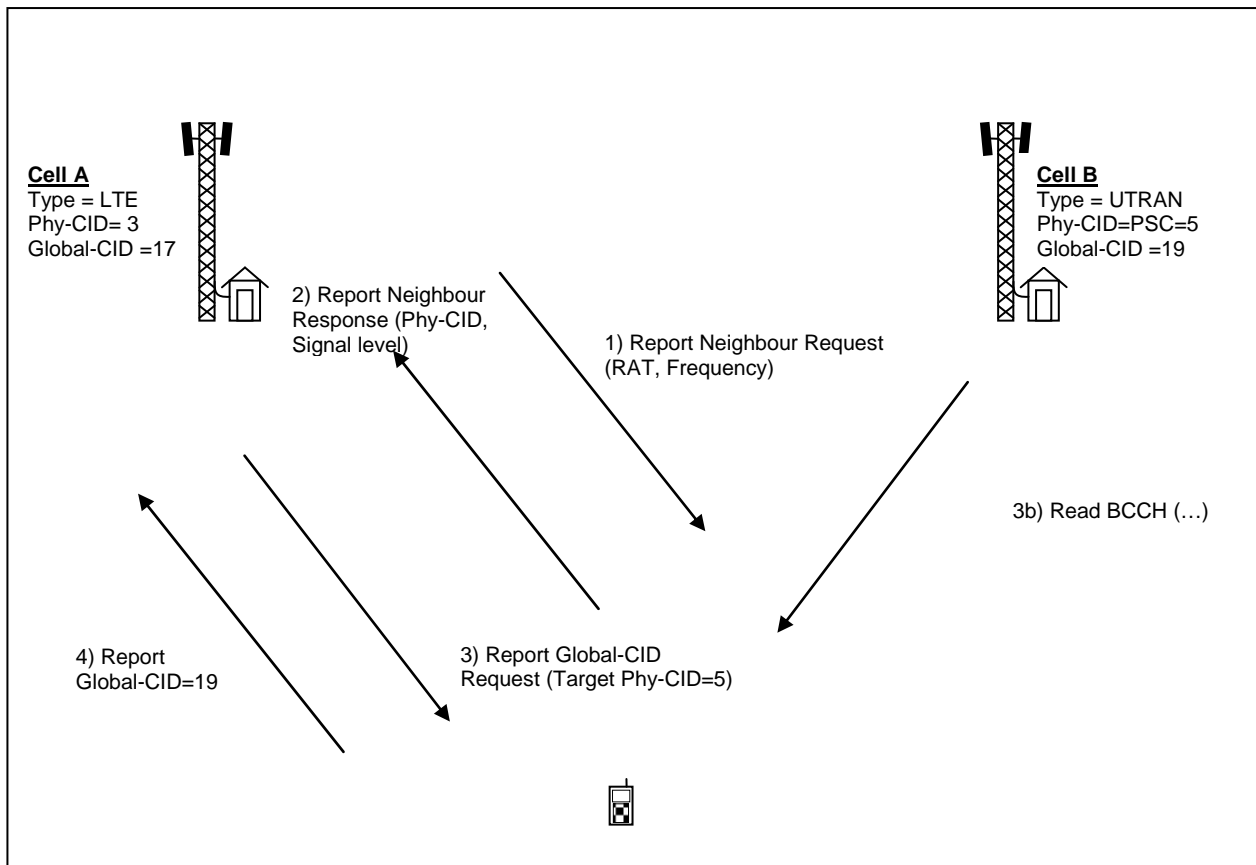 Cell A
Type = LTE
Phy-CID= 3
Global-CID =17
Cell B
Type = UTRAN
Phy-CID=PSC=5
Global-CID =19
2) Report Neighbour
Response (Phy-CID,
Signal level)
1) Report Neighbour Request
(RAT, Frequency)
3b) Read BCCH (…)
4) Report
Global-CID=19
3) Report Global-CID
Request (Target Phy-CID=5)